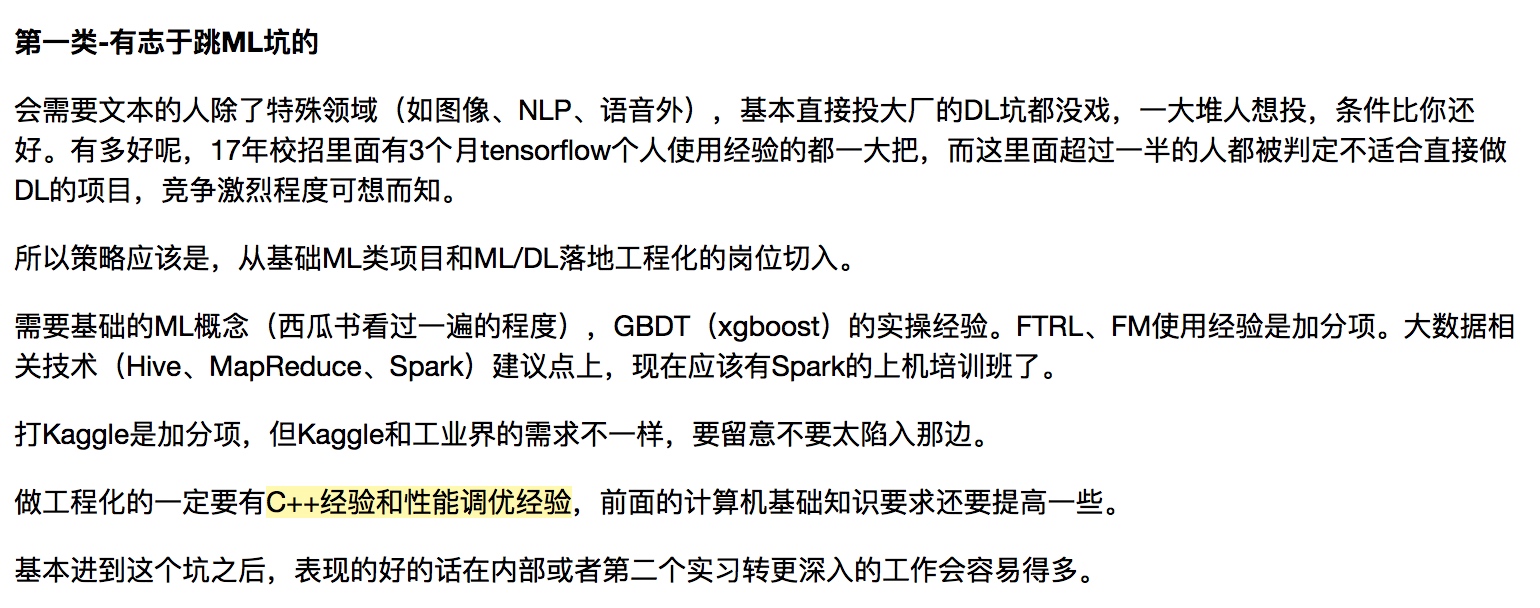 第一类-有志于跳ML坑的
会需要文本的人除了特殊领域（如图像、NLP、语音外），基本直接投大厂的DL坑都没戏，一大堆人想投，条件比你还
好。有多好呢，17年校招里面有3个月tensorflow个人使用经验的都一大把，而这里面超过一半的人都被判定不适合直接做
DL的项目，竞争激烈程度可想而知。
所以策略应该是，从基础ML类项目和ML/DL落地工程化的岗位切入。
需要基础的ML概念（西瓜书看过一遍的程度），GBDT（xgboost）的实操经验。FTRL、FM使用经验是加分项。大数据相
关技术（Hive、MapReduce、Spark）建议点上，现在应该有Spark的上机培训班了。
打Kaggle是加分项，但Kaggle和工业界的需求不一样，要留意不要太陷入那边。
做工程化的一定要有C++经验和性能调优经验，前面的计算机基础知识要求还要提高一些。
基本进到这个坑之后，表现的好的话在内部或者第二个实习转更深入的工作会容易得多。